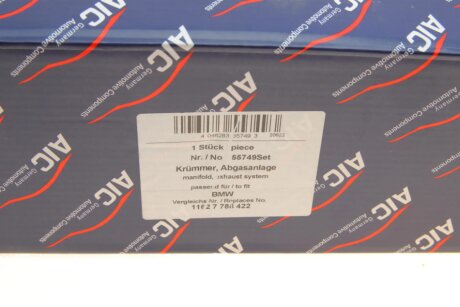 AIC
Germany
Automotive Components
4 046283 55749 3
1 Stück piece
Nr. / No 55749Set
Krümmer, Abgasanlage
manifold, exhaust system
passend für / to fit
BMW
Vergleichs Nr. / Replaces No.